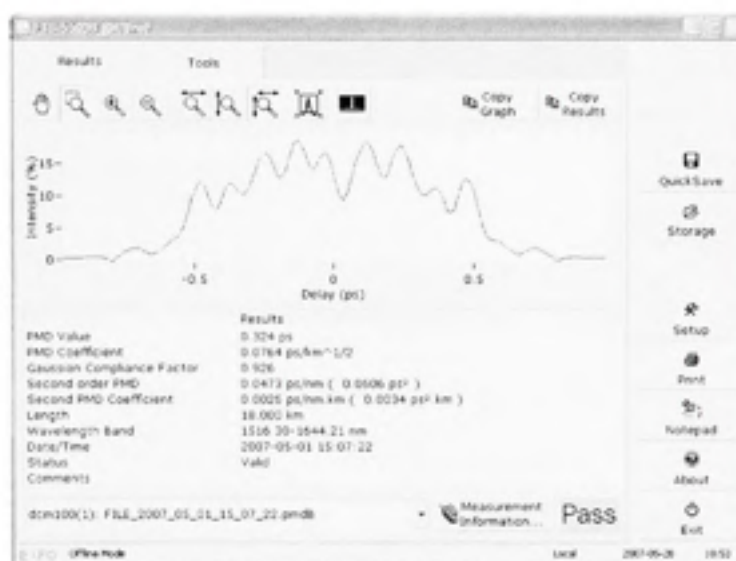 Results Tools
Copy Graph
Copy Results
Intensity (%)
15
10
5
0
-0.5 0 0.5
Delay (ps)
QuickSave
Storage
Setup
Print
Notepad
About
Exit
Results
PMD Value 0.324 ps
PMD Coefficient 0.0764 ps/km^1/2
Gaussian Compliance Factor 0.926
Second order PMD 0.0473 ps/nm ( 0.0606 ps² )
Second PMD Coefficient 0.0026 ps/nm.km ( 0.0034 ps² km )
Length 18.000 km
Wavelength Band 1516.30-1644.21 nm
Date/Time 2007-05-01 15:07:22
Status Valid
Comments
dcm100(1): FILE_2007_05_01_15_07_22.pmdb
Measurement Information...
Pass
EXFO Offline Mode Local